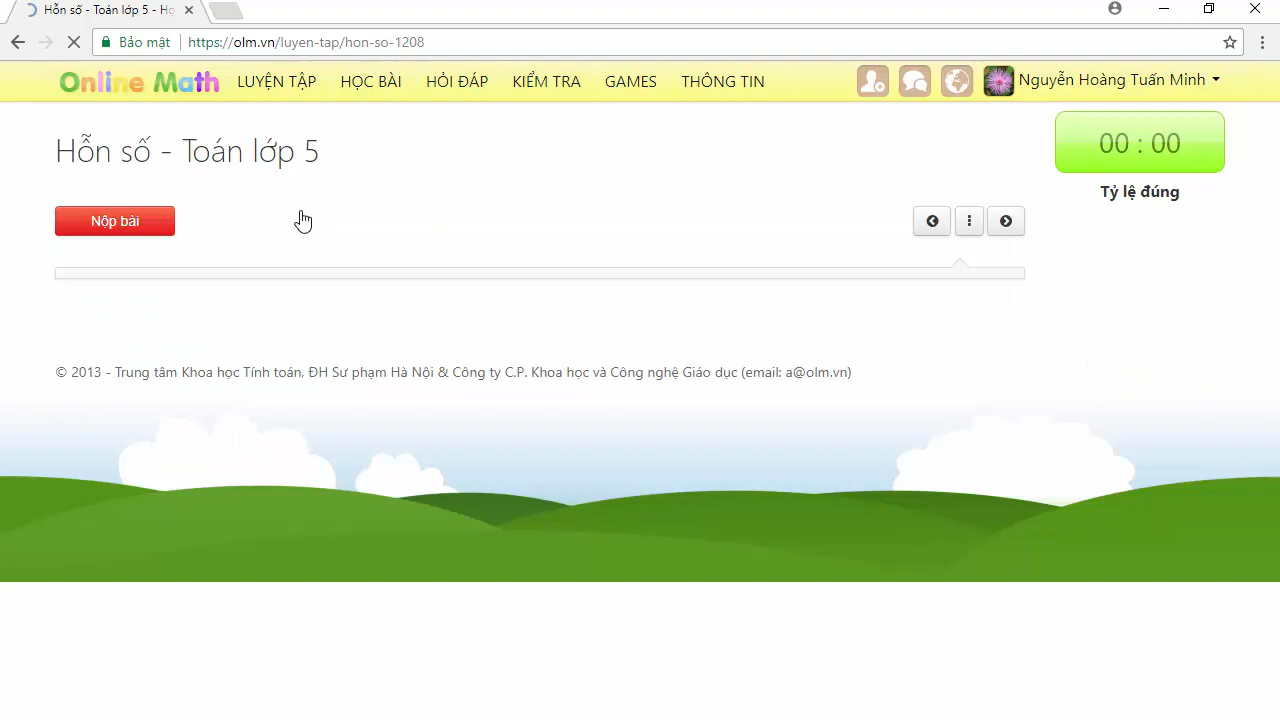 Hỗn số - Toán lớp 5 - Họ
Bảo mật
https://olm.vn/luyen-tap/hon-so-1208
Online Math LUYỆN TẬP HỌC BÀI HỎI ĐÁP KIỂM TRA GAMES THÔNG TIN Nguyễn Hoàng Tuấn Minh
Hỗn số - Toán lớp 5
00 : 00
Tỷ lệ đúng
Nộp bài
© 2013 - Trung tâm Khoa học Tính toán, ĐH Sư phạm Hà Nội & Công ty C.P. Khoa học và Công nghệ Giáo dục (email: a@olm.vn)